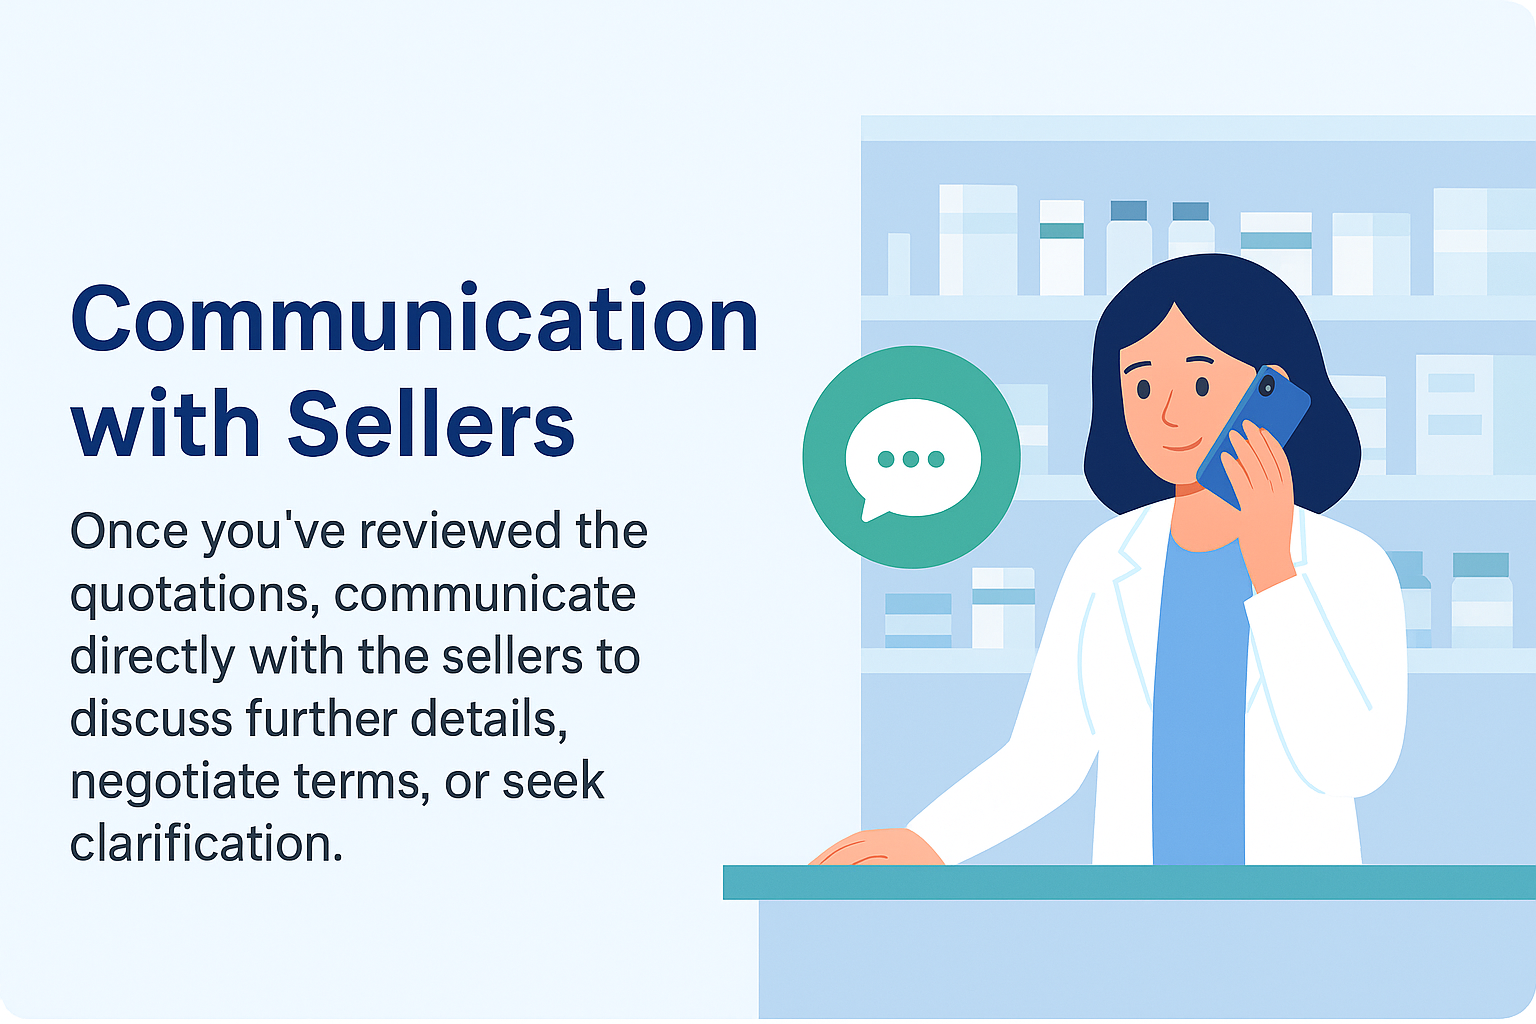 Communication
with Sellers
Once you've reviewed the
quotations, communicate
directly with the sellers to
discuss further details,
negotiate terms, or seek
clarification.